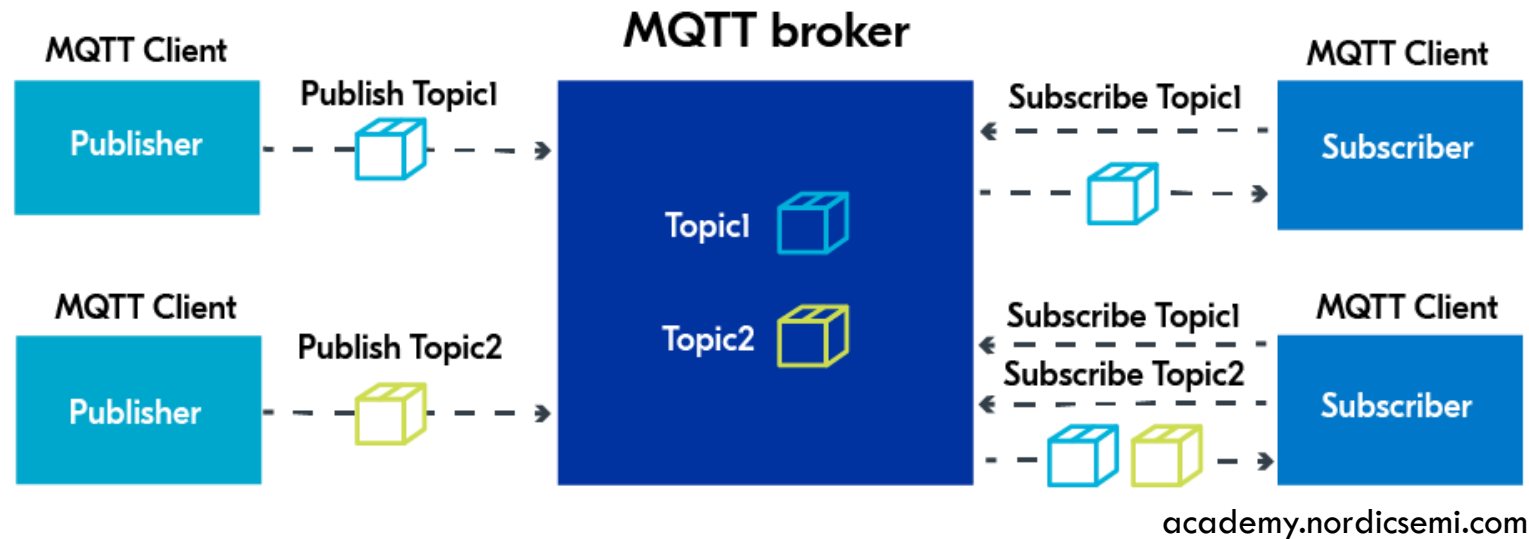 MQTT broker
MQTT Client
Publisher
Publish Topic1
MQTT Client
Publisher
Publish Topic2
Topic1
Topic2
Subscribe Topic1
MQTT Client
Subscriber
Subscribe Topic1
Subscribe Topic2
MQTT Client
Subscriber
academy.nordicsemi.com